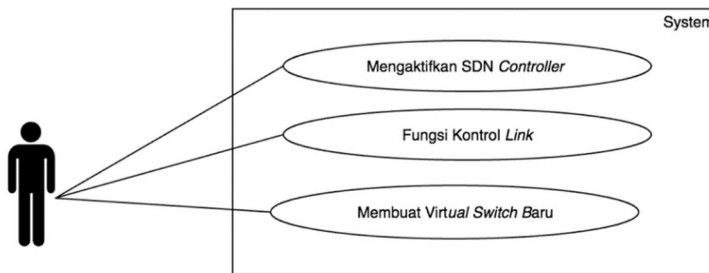 System
Mengaktifkan SDN Controller
Fungsi Kontrol Link
Membuat Virtual Switch Baru